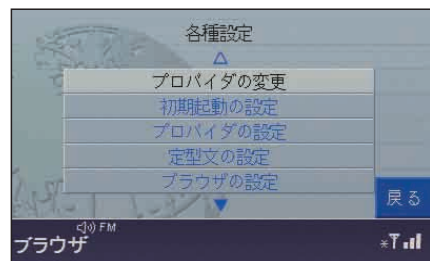 各種設定
プロバイダの変更
初期起動の設定
プロバイダの設定
定型文の設定
ブラウザの設定
戻る
FM
ブラウザ